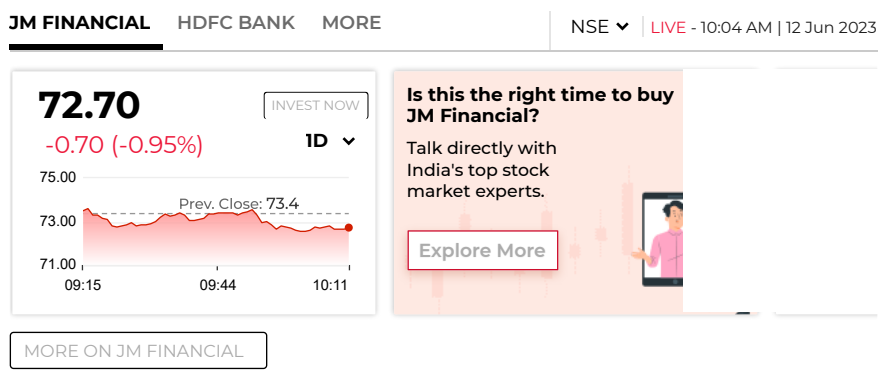 JM FINANCIAL HDFC BANK MORE NSE LIVE - 10:04 AM | 12 Jun 2023
72.70 INVEST NOW
-0.70 (-0.95%) 1D
75.00
Prev. Close: 73.4
73.00
71.00
09:15 09:44 10:11
Is this the right time to buy
JM Financial?
Talk directly with
India's top stock
market experts.
Explore More
MORE ON JM FINANCIAL